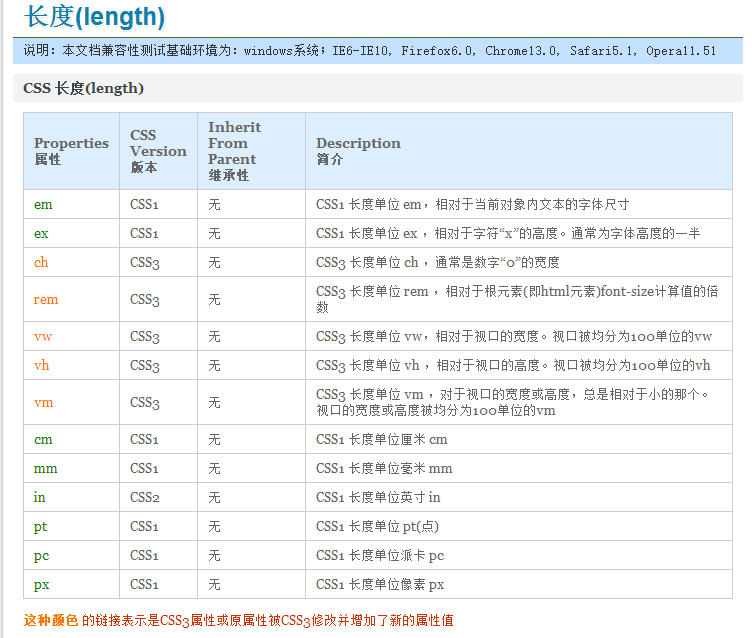 长度(length)
说明：本文档兼容性测试基础环境为：windows系统；IE6-IE10, Firefox6.0, Chrome13.0, Safari5.1, Opera11.51
CSS 长度(length)
Properties 属性 CSS Version 版本 Inherit From Parent 继承性 Description 简介
em CSS1 无 CSS1 长度单位 em，相对于当前对象内文本的字体尺寸
ex CSS1 无 CSS1 长度单位 ex ，相对于字符“x”的高度。通常为字体高度的一半
ch CSS3 无 CSS3 长度单位 ch ，通常是数字“0”的宽度
rem CSS3 无 CSS3 长度单位 rem ，相对于根元素(即html元素)font-size计算值的倍
数
vw CSS3 无 CSS3 长度单位 vw，相对于视口的宽度。视口被均分为100单位的vw
vh CSS3 无 CSS3 长度单位 vh ，相对于视口的高度。视口被均分为100单位的vh
vm CSS3 无 CSS3 长度单位 vm ，对于视口的宽度或高度，总是相对于小的那个。
视口的宽度或高度被均分为100单位的vm
cm CSS1 无 CSS1 长度单位厘米 cm
mm CSS1 无 CSS1 长度单位毫米 mm
in CSS2 无 CSS1 长度单位英寸 in
pt CSS1 无 CSS1 长度单位 pt(点)
pc CSS1 无 CSS1 长度单位派卡 pc
px CSS1 无 CSS1 长度单位像素 px
这种颜色 的链接表示是CSS3属性或原属性被CSS3修改并增加了新的属性值